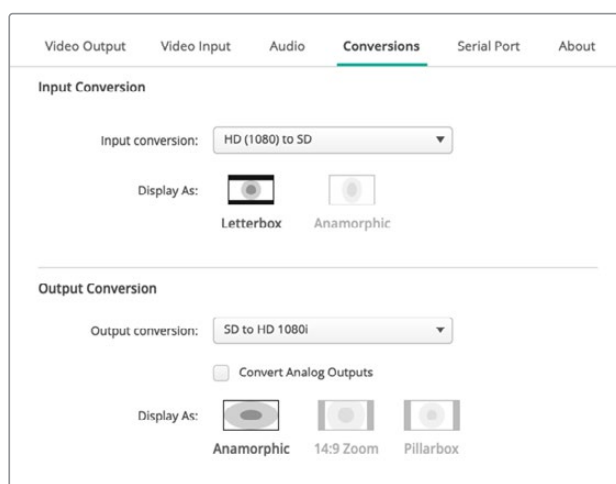 Video Output Video Input Audio Conversions Serial Port About
Input Conversion
Input conversion: HD (1080) to SD
Display As:
Letterbox Anamorphic
Output Conversion
Output conversion: SD to HD 1080i
Convert Analog Outputs
Display As:
Anamorphic 14:9 Zoom Pillarbox